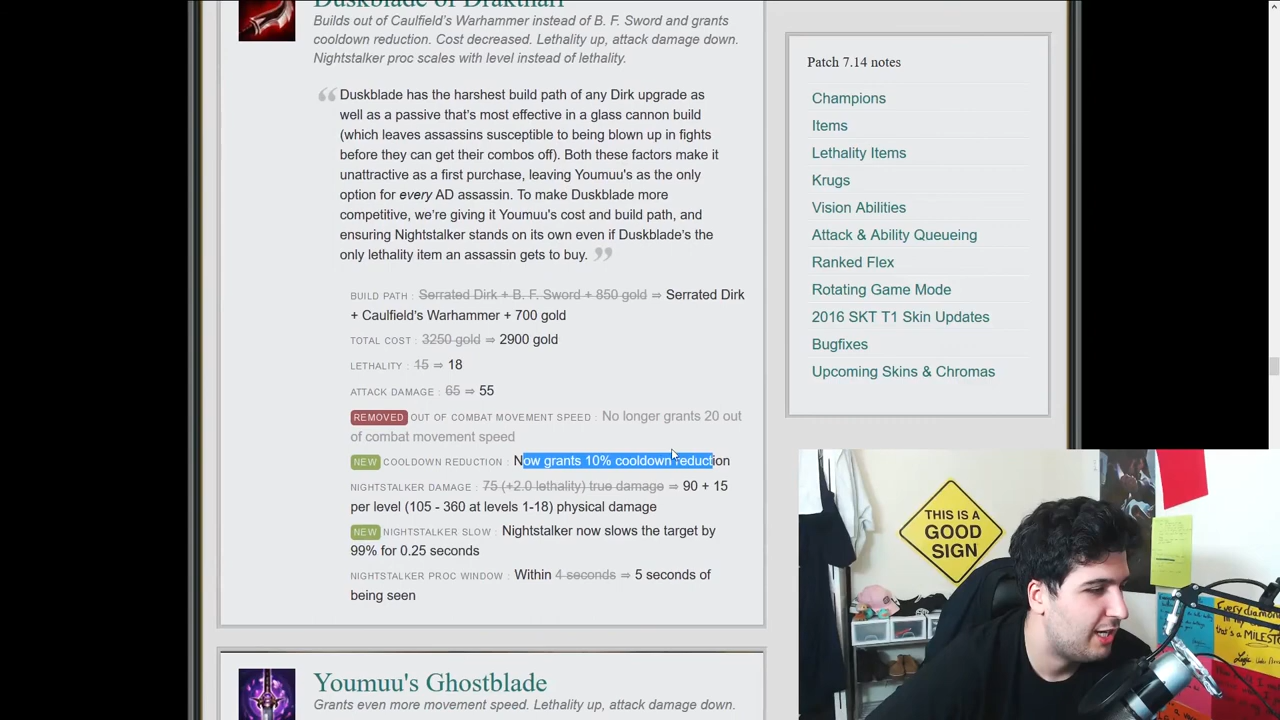 Duskblade of Draktharr
Builds out of Caulfield's Warhammer instead of B. F. Sword and grants
cooldown reduction. Cost decreased. Lethality up, attack damage down.
Nightstalker proc scales with level instead of lethality.
“ Duskblade has the harshest build path of any Dirk upgrade as
well as a passive that's most effective in a glass cannon build
(which leaves assassins susceptible to being blown up in fights
before they can get their combos off). Both these factors make it
unattractive as a first purchase, leaving Youmuu's as the only
option for every AD assassin. To make Duskblade more
competitive, we're giving it Youmuu's cost and build path, and
ensuring Nightstalker stands on its own even if Duskblade's the
only lethality item an assassin gets to buy. ”
BUILD PATH : Serrated Dirk + B. F. Sword + 850 gold ⇒ Serrated Dirk
+ Caulfield's Warhammer + 700 gold
TOTAL COST : 3250 gold ⇒ 2900 gold
LETHALITY : 15 ⇒ 18
ATTACK DAMAGE : 65 ⇒ 55
REMOVED OUT OF COMBAT MOVEMENT SPEED : No longer grants 20 out
of combat movement speed
NEW COOLDOWN REDUCTION : Now grants 10% cooldown reduction
NIGHTSTALKER DAMAGE : 75 (+2.0 lethality) true damage ⇒ 90 + 15
per level (105 - 360 at levels 1-18) physical damage
NEW NIGHTSTALKER SLOW : Nightstalker now slows the target by
99% for 0.25 seconds
NIGHTSTALKER PROC WINDOW : Within 4 seconds ⇒ 5 seconds of
being seen
Youmuu's Ghostblade
Grants even more movement speed. Lethality up, attack damage down.
Patch 7.14 notes
Champions
Items
Lethality Items
Krugs
Vision Abilities
Attack & Ability Queueing
Ranked Flex
Rotating Game Mode
2016 SKT T1 Skin Updates
Bugfixes
Upcoming Skins & Chromas
THIS IS A
GOOD
SIGN
Every
that's a MILESTO